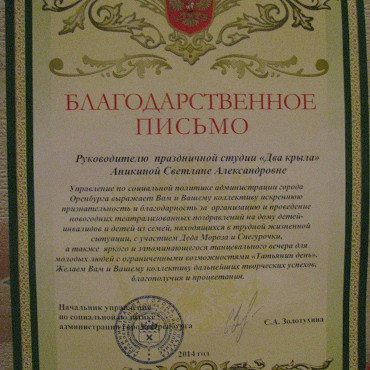 БЛАГОДАРСТВЕННОЕ
ПИСЬМО
Руководителю праздничной студии «Два крыла»
Аникиной Светлане Александровне
Управление по социальной политике администрации города
Оренбурга выражает Вам и Вашему коллективу искреннюю
признательность и благодарность за организацию и проведение
новогодних театрализованных поздравлений на дому детей-
инвалидов и детей из семей, находящихся в трудной жизненной
ситуации, с участием Деда Мороза и Снегурочки,
а также яркого и запоминающегося танцевального вечера для
молодых людей с ограниченными возможностями «Татьянин день».
Желаем Вам и Вашему коллективу дальнейших творческих успехов,
благополучия и процветания.
Начальник управления
по социальной политике
администрации города Оренбурга
С.А. Золотухина
2014 год